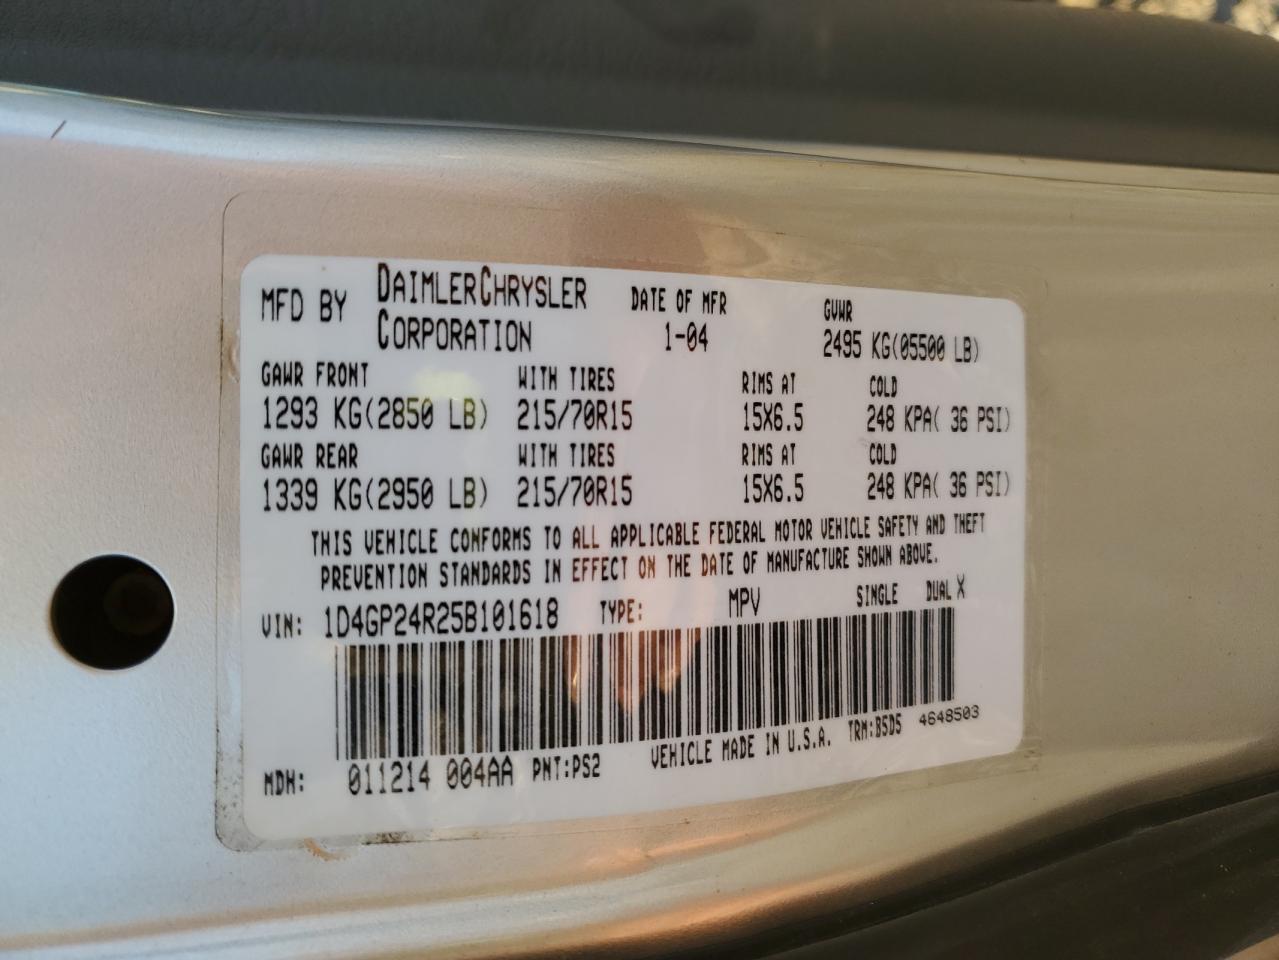 MFD BY DAIMLERCHRYSLER CORPORATION
DATE OF MFR 1-04
GVWR 2495 KG(05500 LB)
GAWR FRONT WITH TIRES RIMS AT COLD
1293 KG(2850 LB) 215/70R15 15X6.5 248 KPA( 36 PSI)
GAWR REAR WITH TIRES RIMS AT COLD
1339 KG(2950 LB) 215/70R15 15X6.5 248 KPA( 36 PSI)
THIS VEHICLE CONFORMS TO ALL APPLICABLE FEDERAL MOTOR VEHICLE SAFETY AND THEFT
PREVENTION STANDARDS IN EFFECT ON THE DATE OF MANUFACTURE SHOWN ABOVE.
VIN: 1D4GP24R25B101618 TYPE: MPV SINGLE DUAL X
MDH: 011214 004AA PNT:PS2 VEHICLE MADE IN U.S.A. TRM:B5D5 4648503